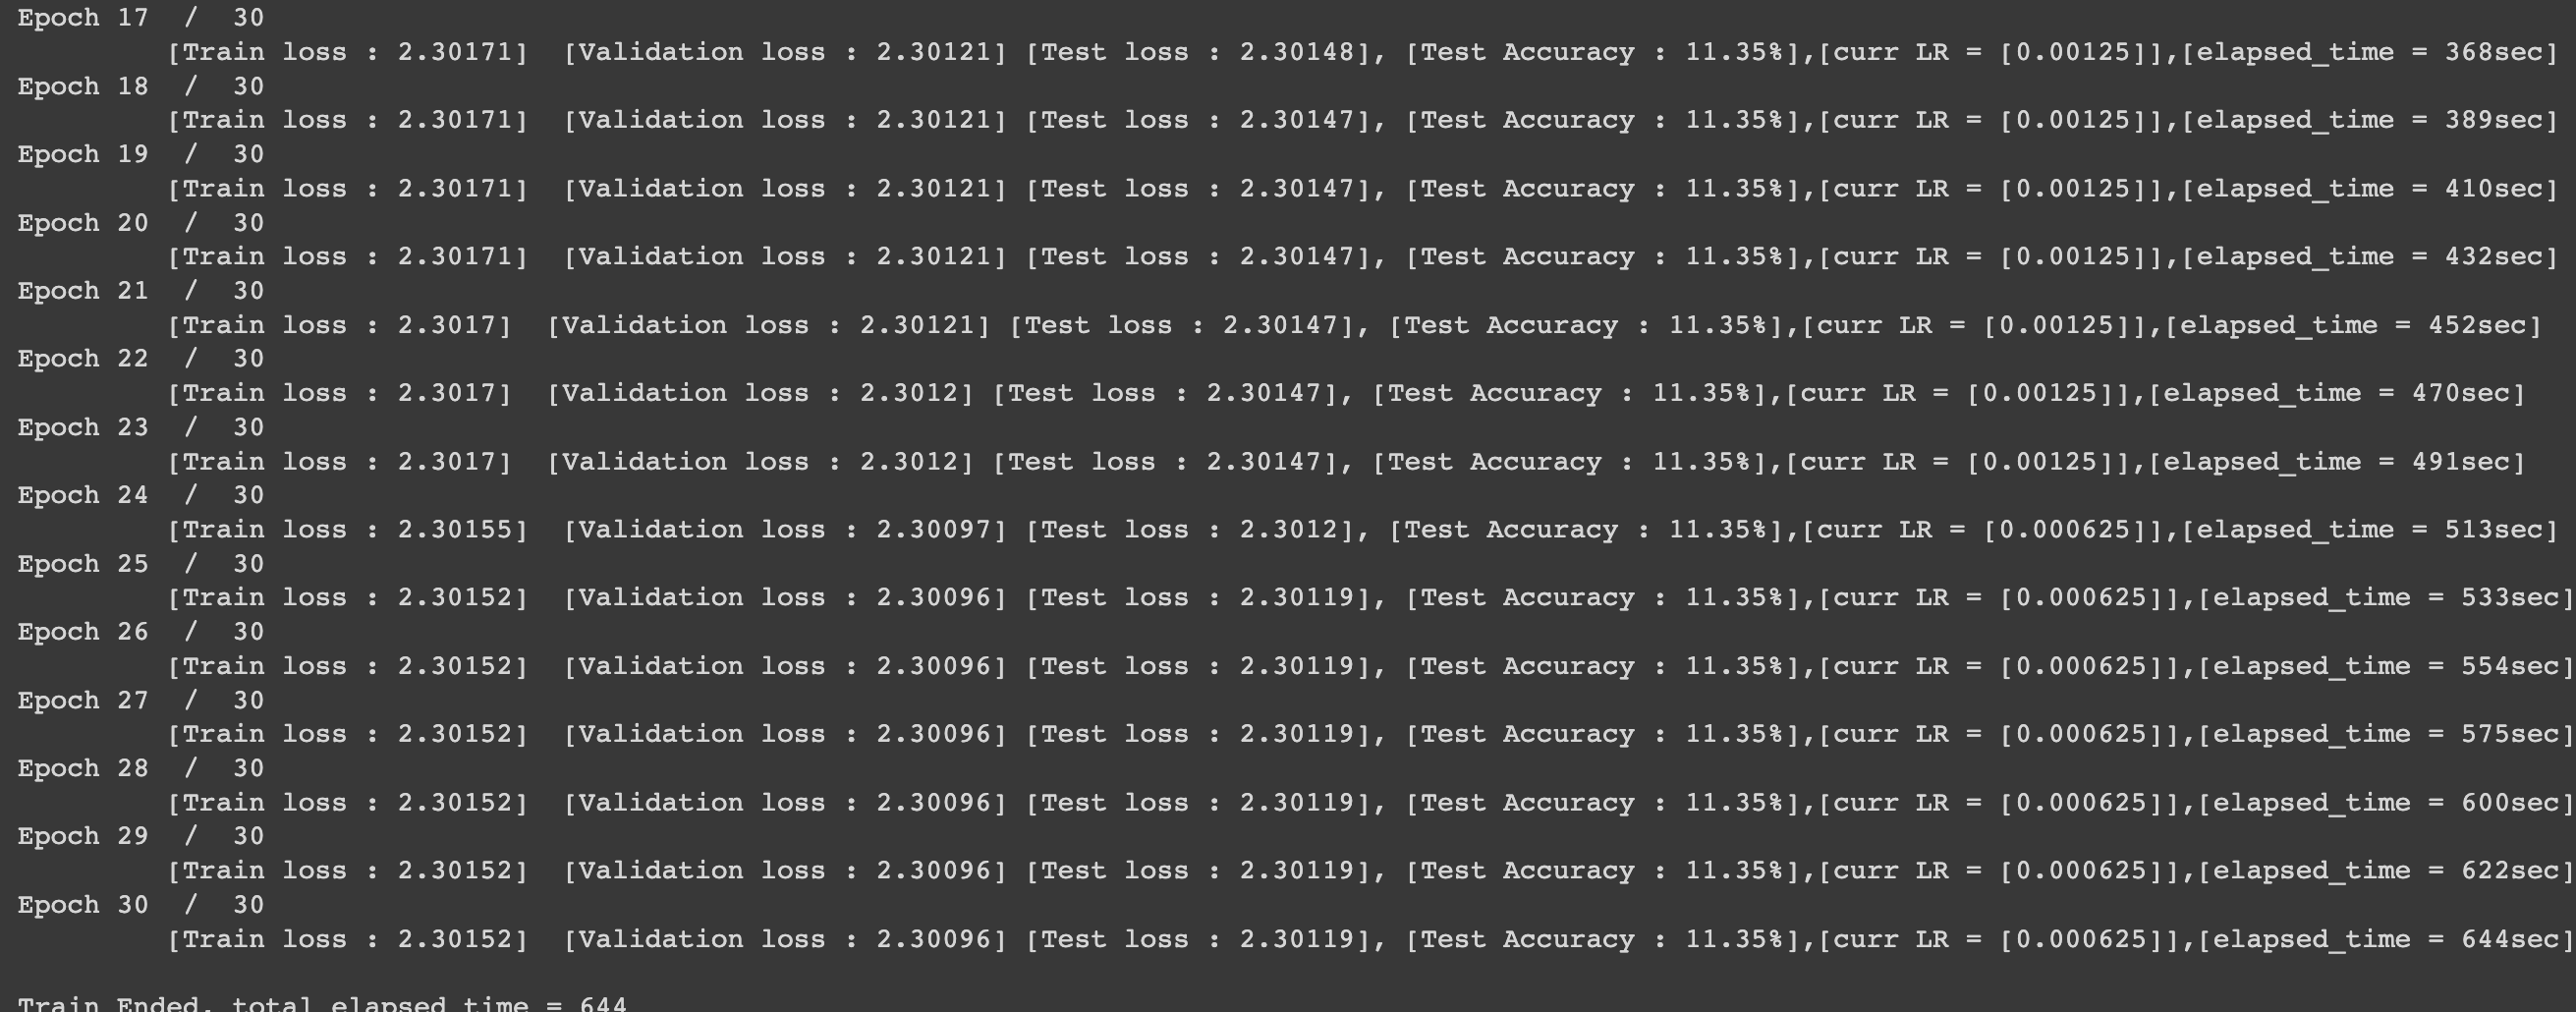 Epoch 17 / 30
[Train loss : 2.30171] [Validation loss : 2.30121] [Test loss : 2.30148], [Test Accuracy : 11.35%],[curr LR = [0.00125]],[elapsed_time = 368sec]
Epoch 18 / 30
[Train loss : 2.30171] [Validation loss : 2.30121] [Test loss : 2.30147], [Test Accuracy : 11.35%],[curr LR = [0.00125]],[elapsed_time = 389sec]
Epoch 19 / 30
[Train loss : 2.30171] [Validation loss : 2.30121] [Test loss : 2.30147], [Test Accuracy : 11.35%],[curr LR = [0.00125]],[elapsed_time = 410sec]
Epoch 20 / 30
[Train loss : 2.30171] [Validation loss : 2.30121] [Test loss : 2.30147], [Test Accuracy : 11.35%],[curr LR = [0.00125]],[elapsed_time = 432sec]
Epoch 21 / 30
[Train loss : 2.3017] [Validation loss : 2.30121] [Test loss : 2.30147], [Test Accuracy : 11.35%],[curr LR = [0.00125]],[elapsed_time = 452sec]
Epoch 22 / 30
[Train loss : 2.3017] [Validation loss : 2.3012] [Test loss : 2.30147], [Test Accuracy : 11.35%],[curr LR = [0.00125]],[elapsed_time = 470sec]
Epoch 23 / 30
[Train loss : 2.3017] [Validation loss : 2.3012] [Test loss : 2.30147], [Test Accuracy : 11.35%],[curr LR = [0.00125]],[elapsed_time = 491sec]
Epoch 24 / 30
[Train loss : 2.30155] [Validation loss : 2.30097] [Test loss : 2.3012], [Test Accuracy : 11.35%],[curr LR = [0.000625]],[elapsed_time = 513sec]
Epoch 25 / 30
[Train loss : 2.30152] [Validation loss : 2.30096] [Test loss : 2.30119], [Test Accuracy : 11.35%],[curr LR = [0.000625]],[elapsed_time = 533sec]
Epoch 26 / 30
[Train loss : 2.30152] [Validation loss : 2.30096] [Test loss : 2.30119], [Test Accuracy : 11.35%],[curr LR = [0.000625]],[elapsed_time = 554sec]
Epoch 27 / 30
[Train loss : 2.30152] [Validation loss : 2.30096] [Test loss : 2.30119], [Test Accuracy : 11.35%],[curr LR = [0.000625]],[elapsed_time = 575sec]
Epoch 28 / 30
[Train loss : 2.30152] [Validation loss : 2.30096] [Test loss : 2.30119], [Test Accuracy : 11.35%],[curr LR = [0.000625]],[elapsed_time = 600sec]
Epoch 29 / 30
[Train loss : 2.30152] [Validation loss : 2.30096] [Test loss : 2.30119], [Test Accuracy : 11.35%],[curr LR = [0.000625]],[elapsed_time = 622sec]
Epoch 30 / 30
[Train loss : 2.30152] [Validation loss : 2.30096] [Test loss : 2.30119], [Test Accuracy : 11.35%],[curr LR = [0.000625]],[elapsed_time = 644sec]
Train Ended, total elapsed time = 644